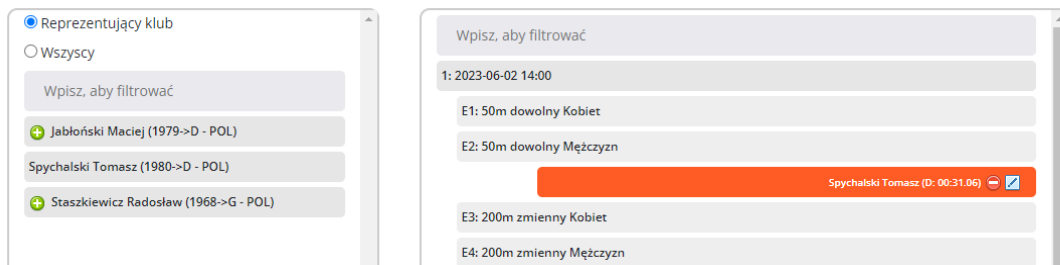 Reprezentujący klub
Wszyscy
Wpisz, aby filtrować
Jabłoński Maciej (1979->D - POL)
Spychalski Tomasz (1980->D - POL)
Staszkiewicz Radosław (1968->G - POL)
Wpisz, aby filtrować
1: 2023-06-02 14:00
E1: 50m dowolny Kobiet
E2: 50m dowolny Mężczyzn
Spychalski Tomasz (D: 00:31.06)
E3: 200m zmienny Kobiet
E4: 200m zmienny Mężczyzn